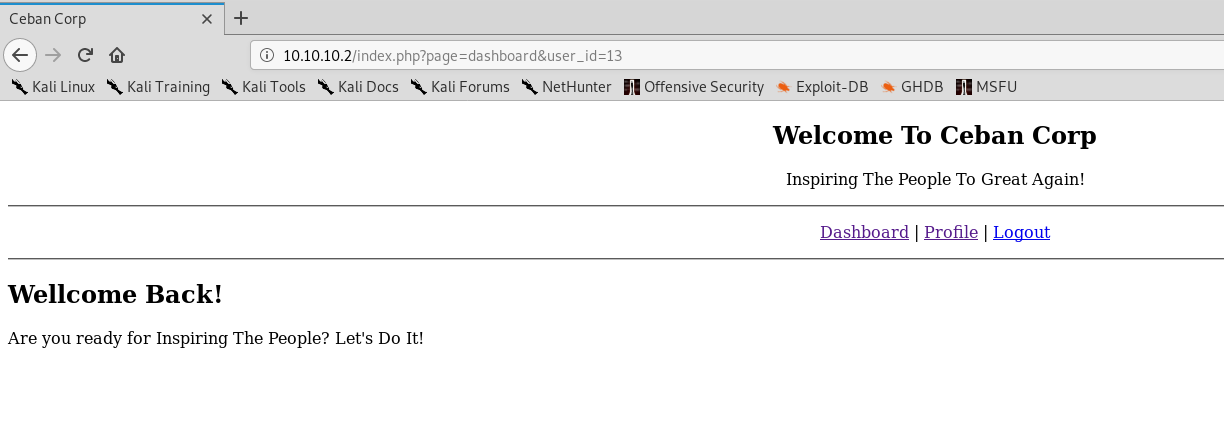 Ceban Corp
10.10.10.2/index.php?page=dashboard&user_id=13
Kali Linux Kali Training Kali Tools Kali Docs Kali Forums NetHunter Offensive Security Exploit-DB GHDB MSFU
Welcome To Ceban Corp
Inspiring The People To Great Again!
Dashboard | Profile | Logout
Wellcome Back!
Are you ready for Inspiring The People? Let's Do It!